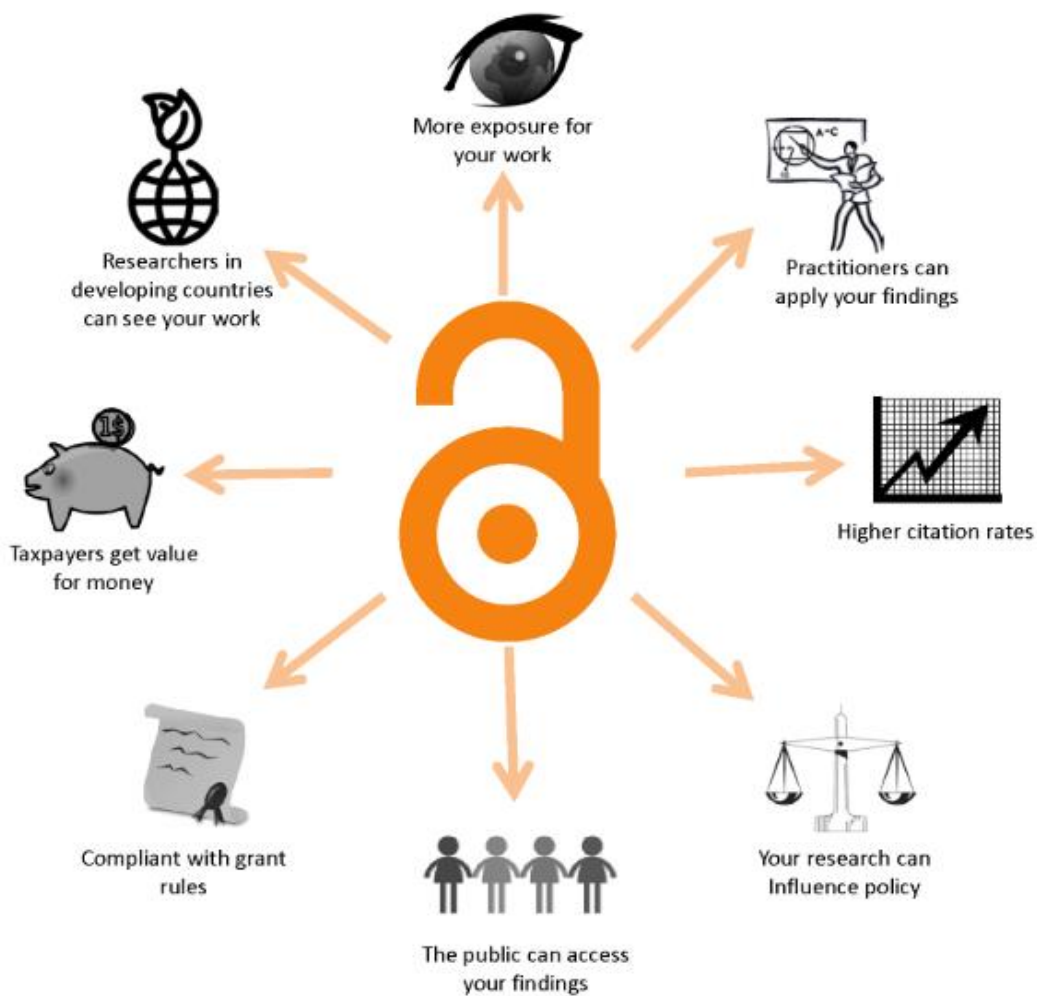 More exposure for
your work
A=C
Practitioners can
apply your findings
Higher citation rates
Your research can
Influence policy
The public can access
your findings
Compliant with grant
rules
1$
Taxpayers get value
for money
Researchers in
developing countries
can see your work